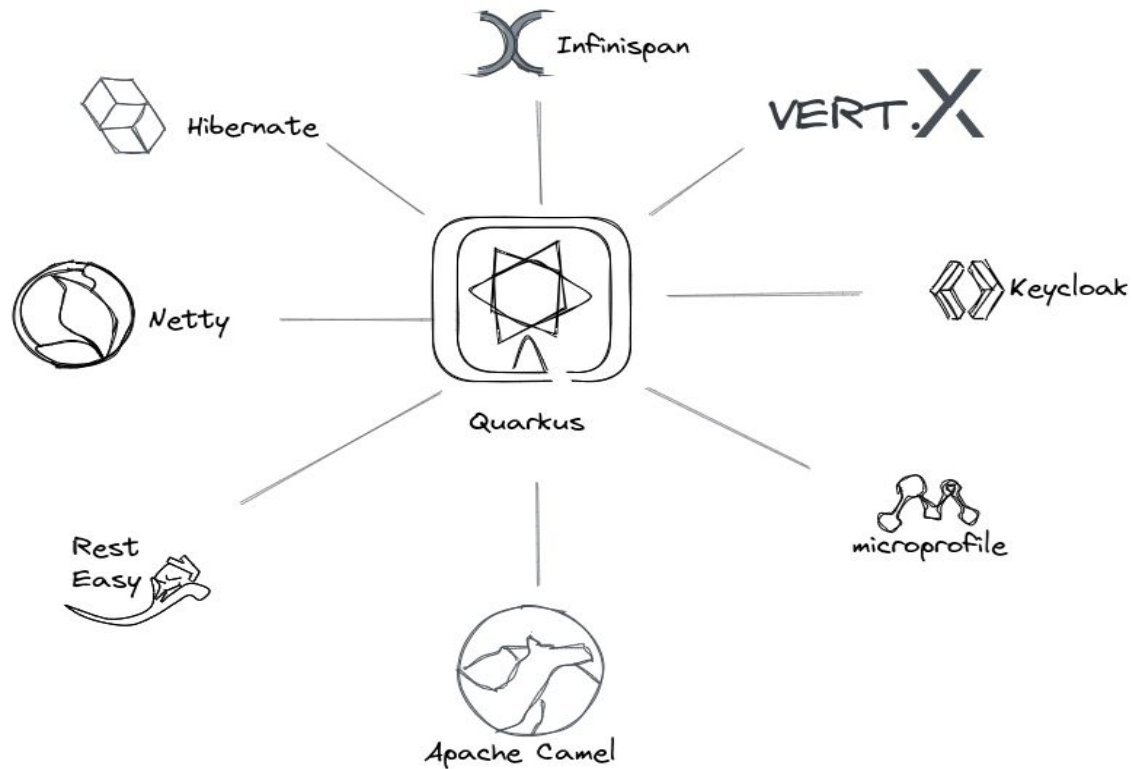 Infinispan
Hibernate
VERT.X
Keycloak
Netty
Quarkus
microprofile
Rest
Easy
Apache Camel